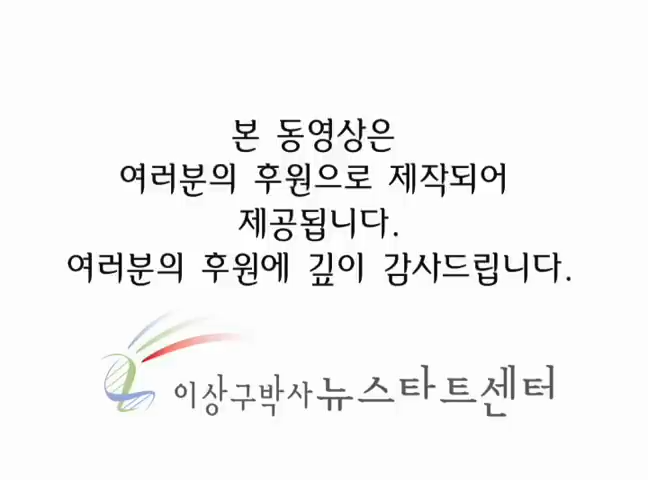 본 동영상은
여러분의 후원으로 제작되어
제공됩니다.
여러분의 후원에 깊이 감사드립니다.
이상구박사뉴스타트센터